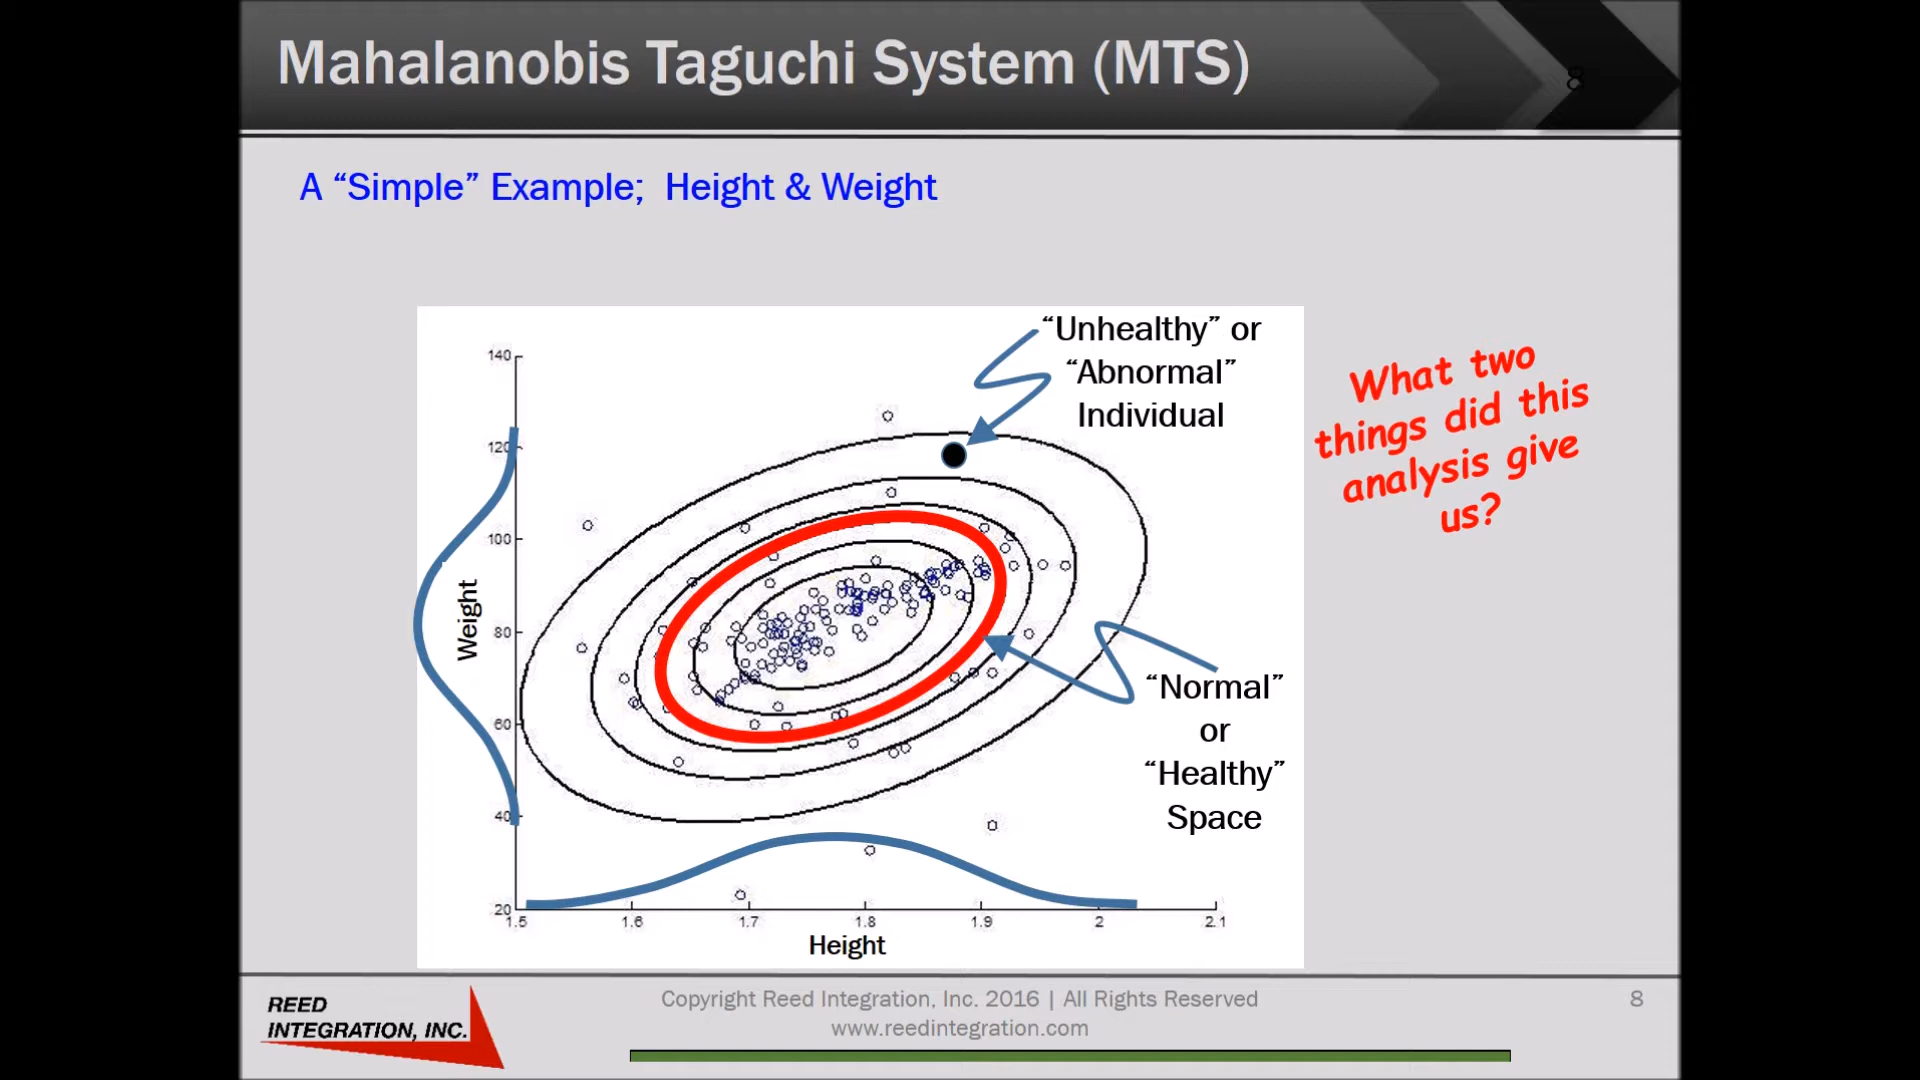 Mahalanobis Taguchi System (MTS)
8
A “Simple” Example;  Height & Weight
“Unhealthy” or
“Abnormal”
Individual
What two
things did this
analysis give
us?
140
120
100
80
60
40
20
Weight
“Normal”
or
“Healthy”
Space
1.5
1.6
1.7
1.8
1.9
2
2.1
Height
REED
INTEGRATION, INC.
Copyright Reed Integration, Inc. 2016 | All Rights Reserved
www.reedintegration.com
8